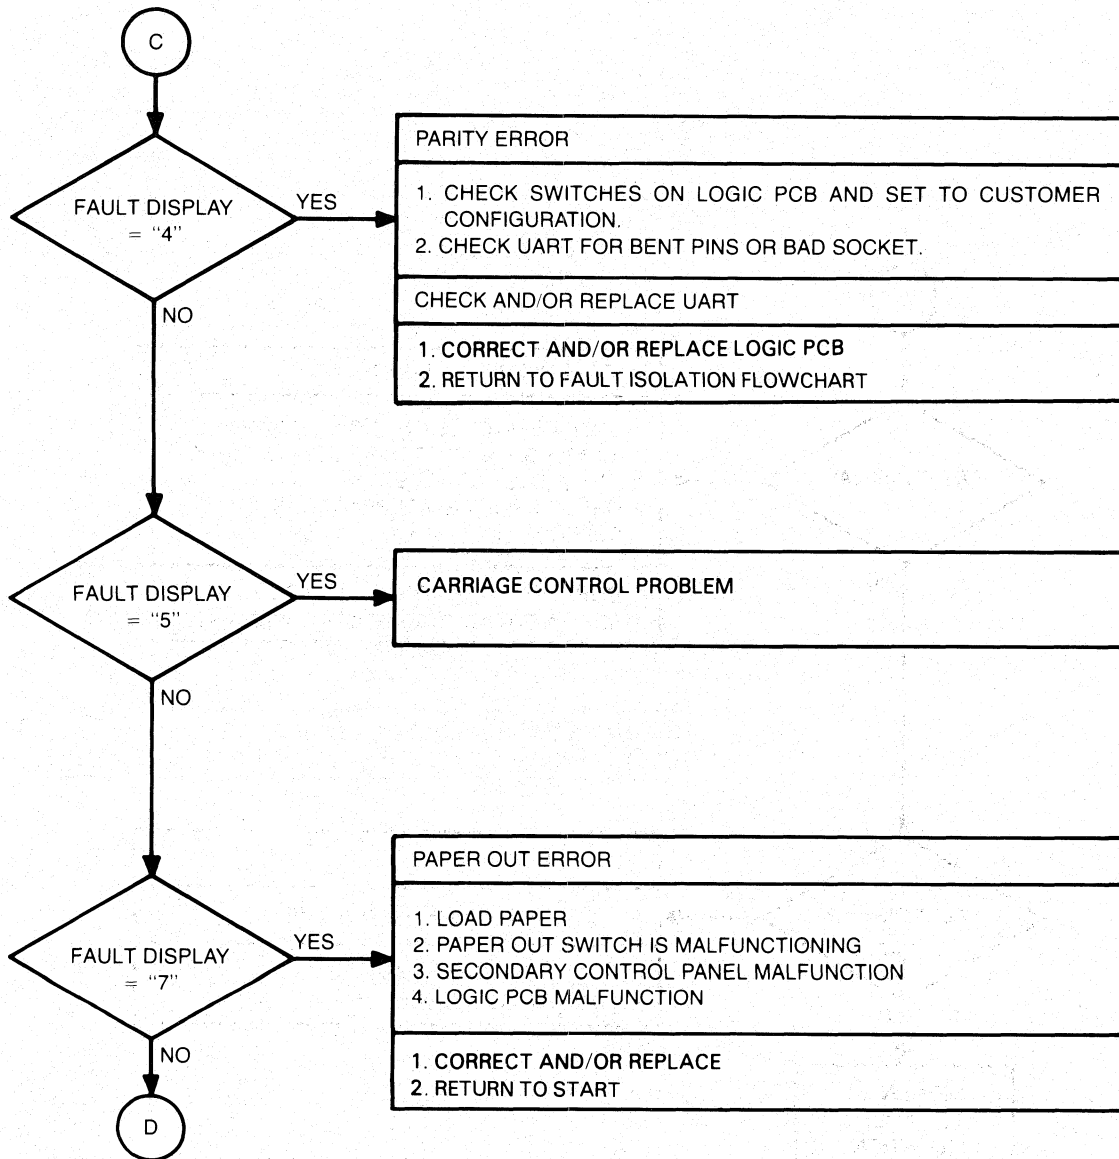 C
FAULT DISPLAY
= "4"
YES
NO
PARITY ERROR
1. CHECK SWITCHES ON LOGIC PCB AND SET TO CUSTOMER
CONFIGURATION.
2. CHECK UART FOR BENT PINS OR BAD SOCKET.
CHECK AND/OR REPLACE UART
1. CORRECT AND/OR REPLACE LOGIC PCB
2. RETURN TO FAULT ISOLATION FLOWCHART
FAULT DISPLAY
= "5"
YES
NO
CARRIAGE CONTROL PROBLEM
FAULT DISPLAY
= "7"
YES
NO
PAPER OUT ERROR
1. LOAD PAPER
2. PAPER OUT SWITCH IS MALFUNCTIONING
3. SECONDARY CONTROL PANEL MALFUNCTION
4. LOGIC PCB MALFUNCTION
1. CORRECT AND/OR REPLACE
2. RETURN TO START
D